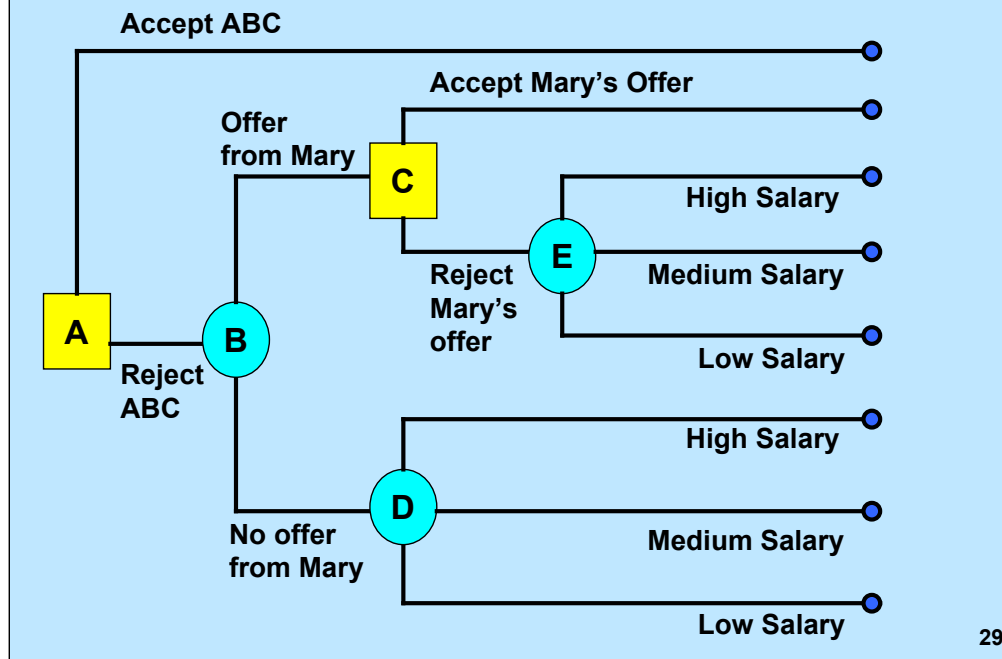 Accept ABC
Accept Mary’s Offer
Offer
from Mary
C
High Salary
E
Reject
Mary’s
offer
Medium Salary
A
B
Low Salary
Reject
ABC
High Salary
D
No offer
from Mary
Medium Salary
Low Salary
29